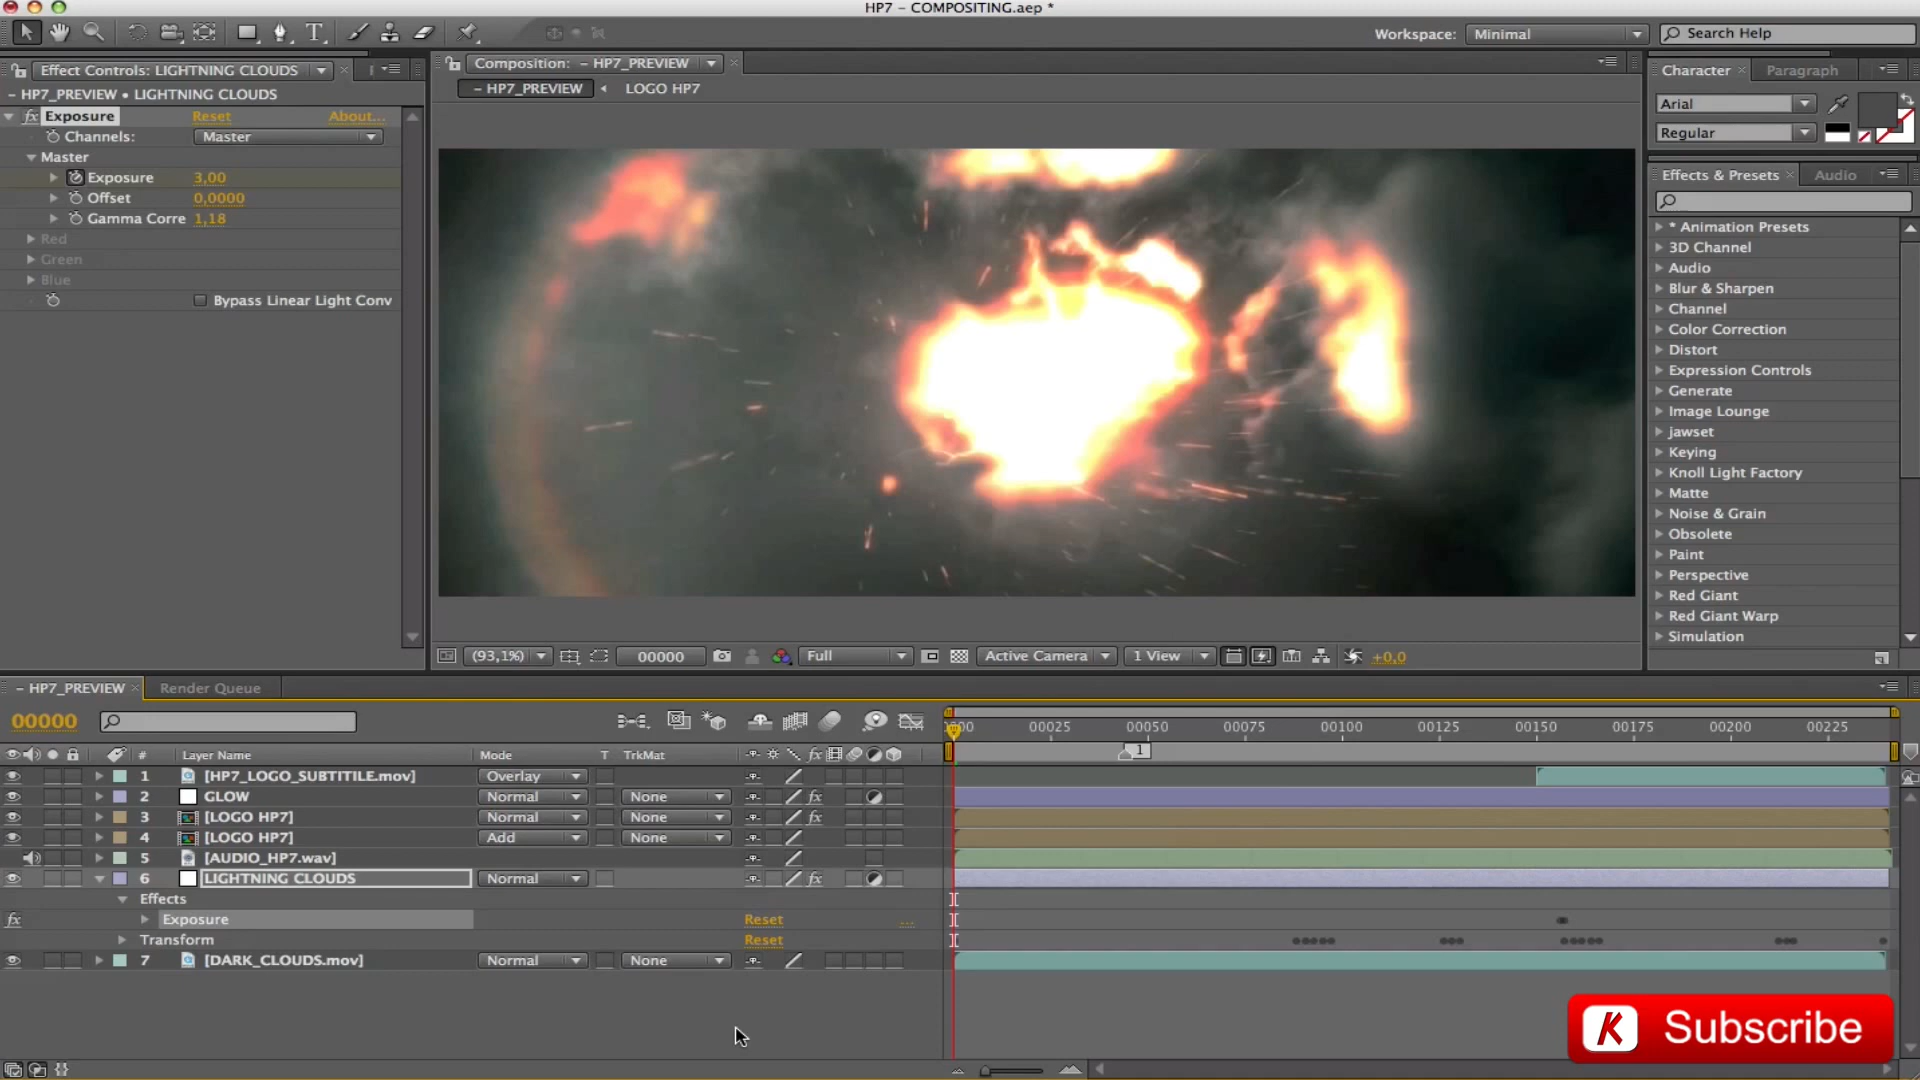 HP7 – COMPOSITING.aep *
Workspace: Minimal
Search Help
Effect Controls: LIGHTNING CLOUDS
HP7_PREVIEW • LIGHTNING CLOUDS
fx Exposure Reset About...
Channels: Master
Master
Exposure 3,00
Offset 0,0000
Gamma Corre 1,18
Red
Green
Blue
Bypass Linear Light Conv
Composition: HP7_PREVIEW
HP7_PREVIEW LOGO HP7
(93,1%) 00000 Full Active Camera 1 View +0,0
Character Paragraph
Arial
Regular
Effects & Presets Audio
* Animation Presets
3D Channel
Audio
Blur & Sharpen
Channel
Color Correction
Distort
Expression Controls
Generate
Image Lounge
jawset
Keying
Knoll Light Factory
Matte
Noise & Grain
Obsolete
Paint
Perspective
Red Giant
Red Giant Warp
Simulation
HP7_PREVIEW Render Queue
00000
00025 00050 00075 00100 00125 00150 00175 00200 00225
1
# Layer Name Mode T TrkMat fx
1 [HP7_LOGO_SUBTITILE.mov] Overlay
2 GLOW Normal None fx
3 [LOGO HP7] Normal None fx
4 [LOGO HP7] Add None
5 [AUDIO_HP7.wav]
6 LIGHTNING CLOUDS Normal fx
Effects
fx Exposure Reset ...
Transform Reset
7 [DARK_CLOUDS.mov] Normal None
K Subscribe